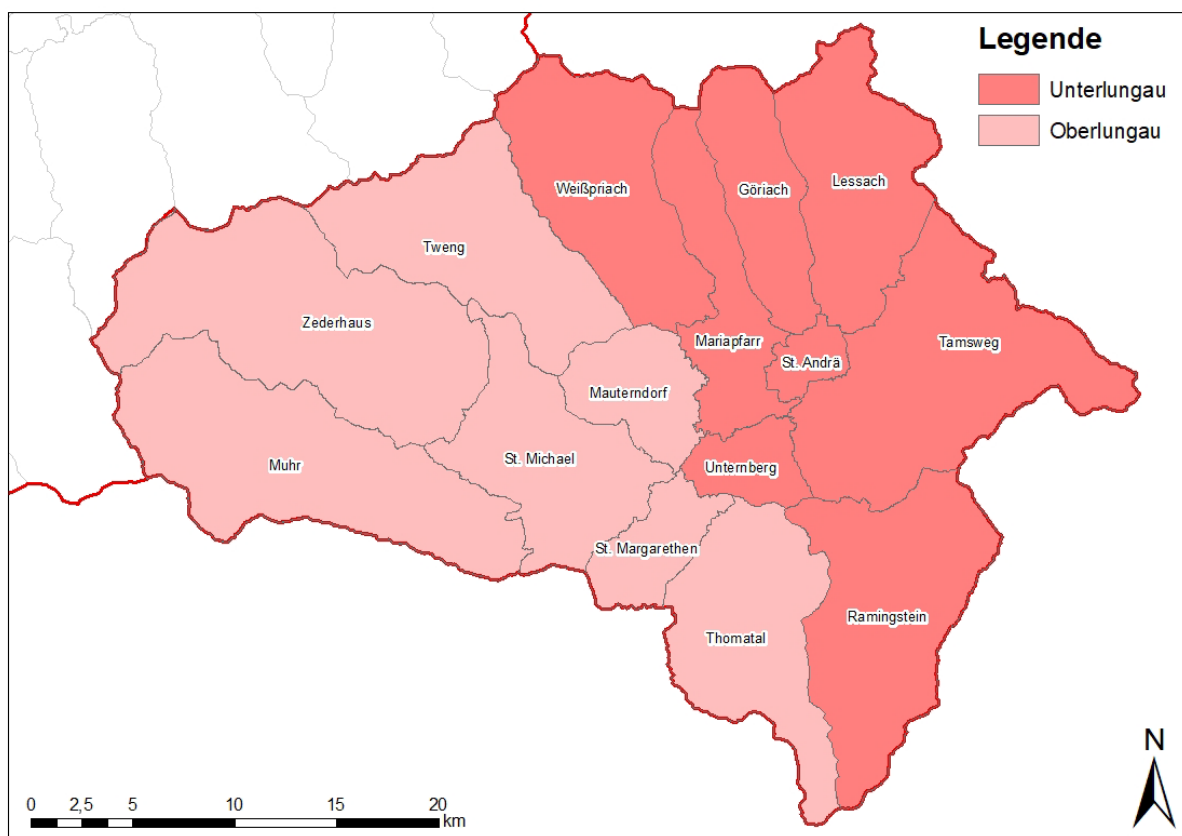 Legende
Unterlungau
Oberlungau
Weißpriach
Göriach
Lessach
Tweng
Zederhaus
Mariapfarr
St. Andrä
Tamsweg
Mauterndorf
Muhr
St. Michael
Unternberg
St. Margarethen
Thomatal
Ramingstein
N
0 2,5 5 10 15 20
km